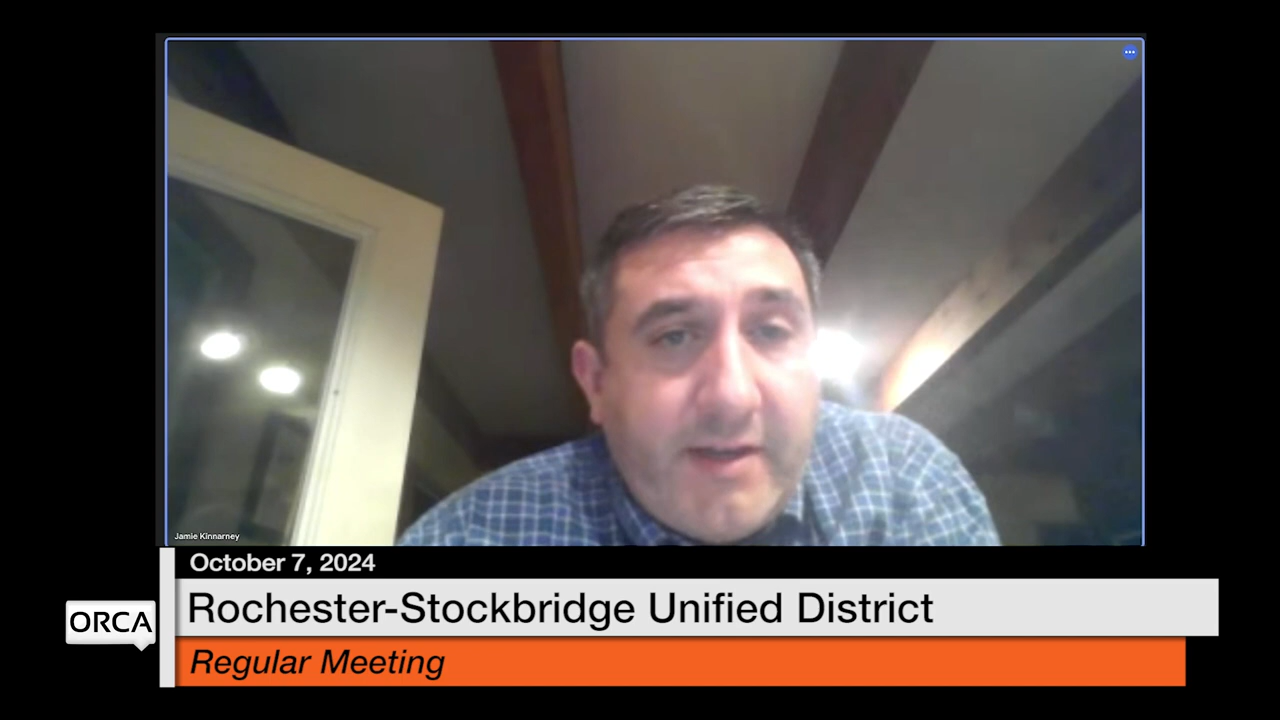 Jamie Kinnarney
October 7, 2024
Rochester-Stockbridge Unified District
ORCA
Regular Meeting